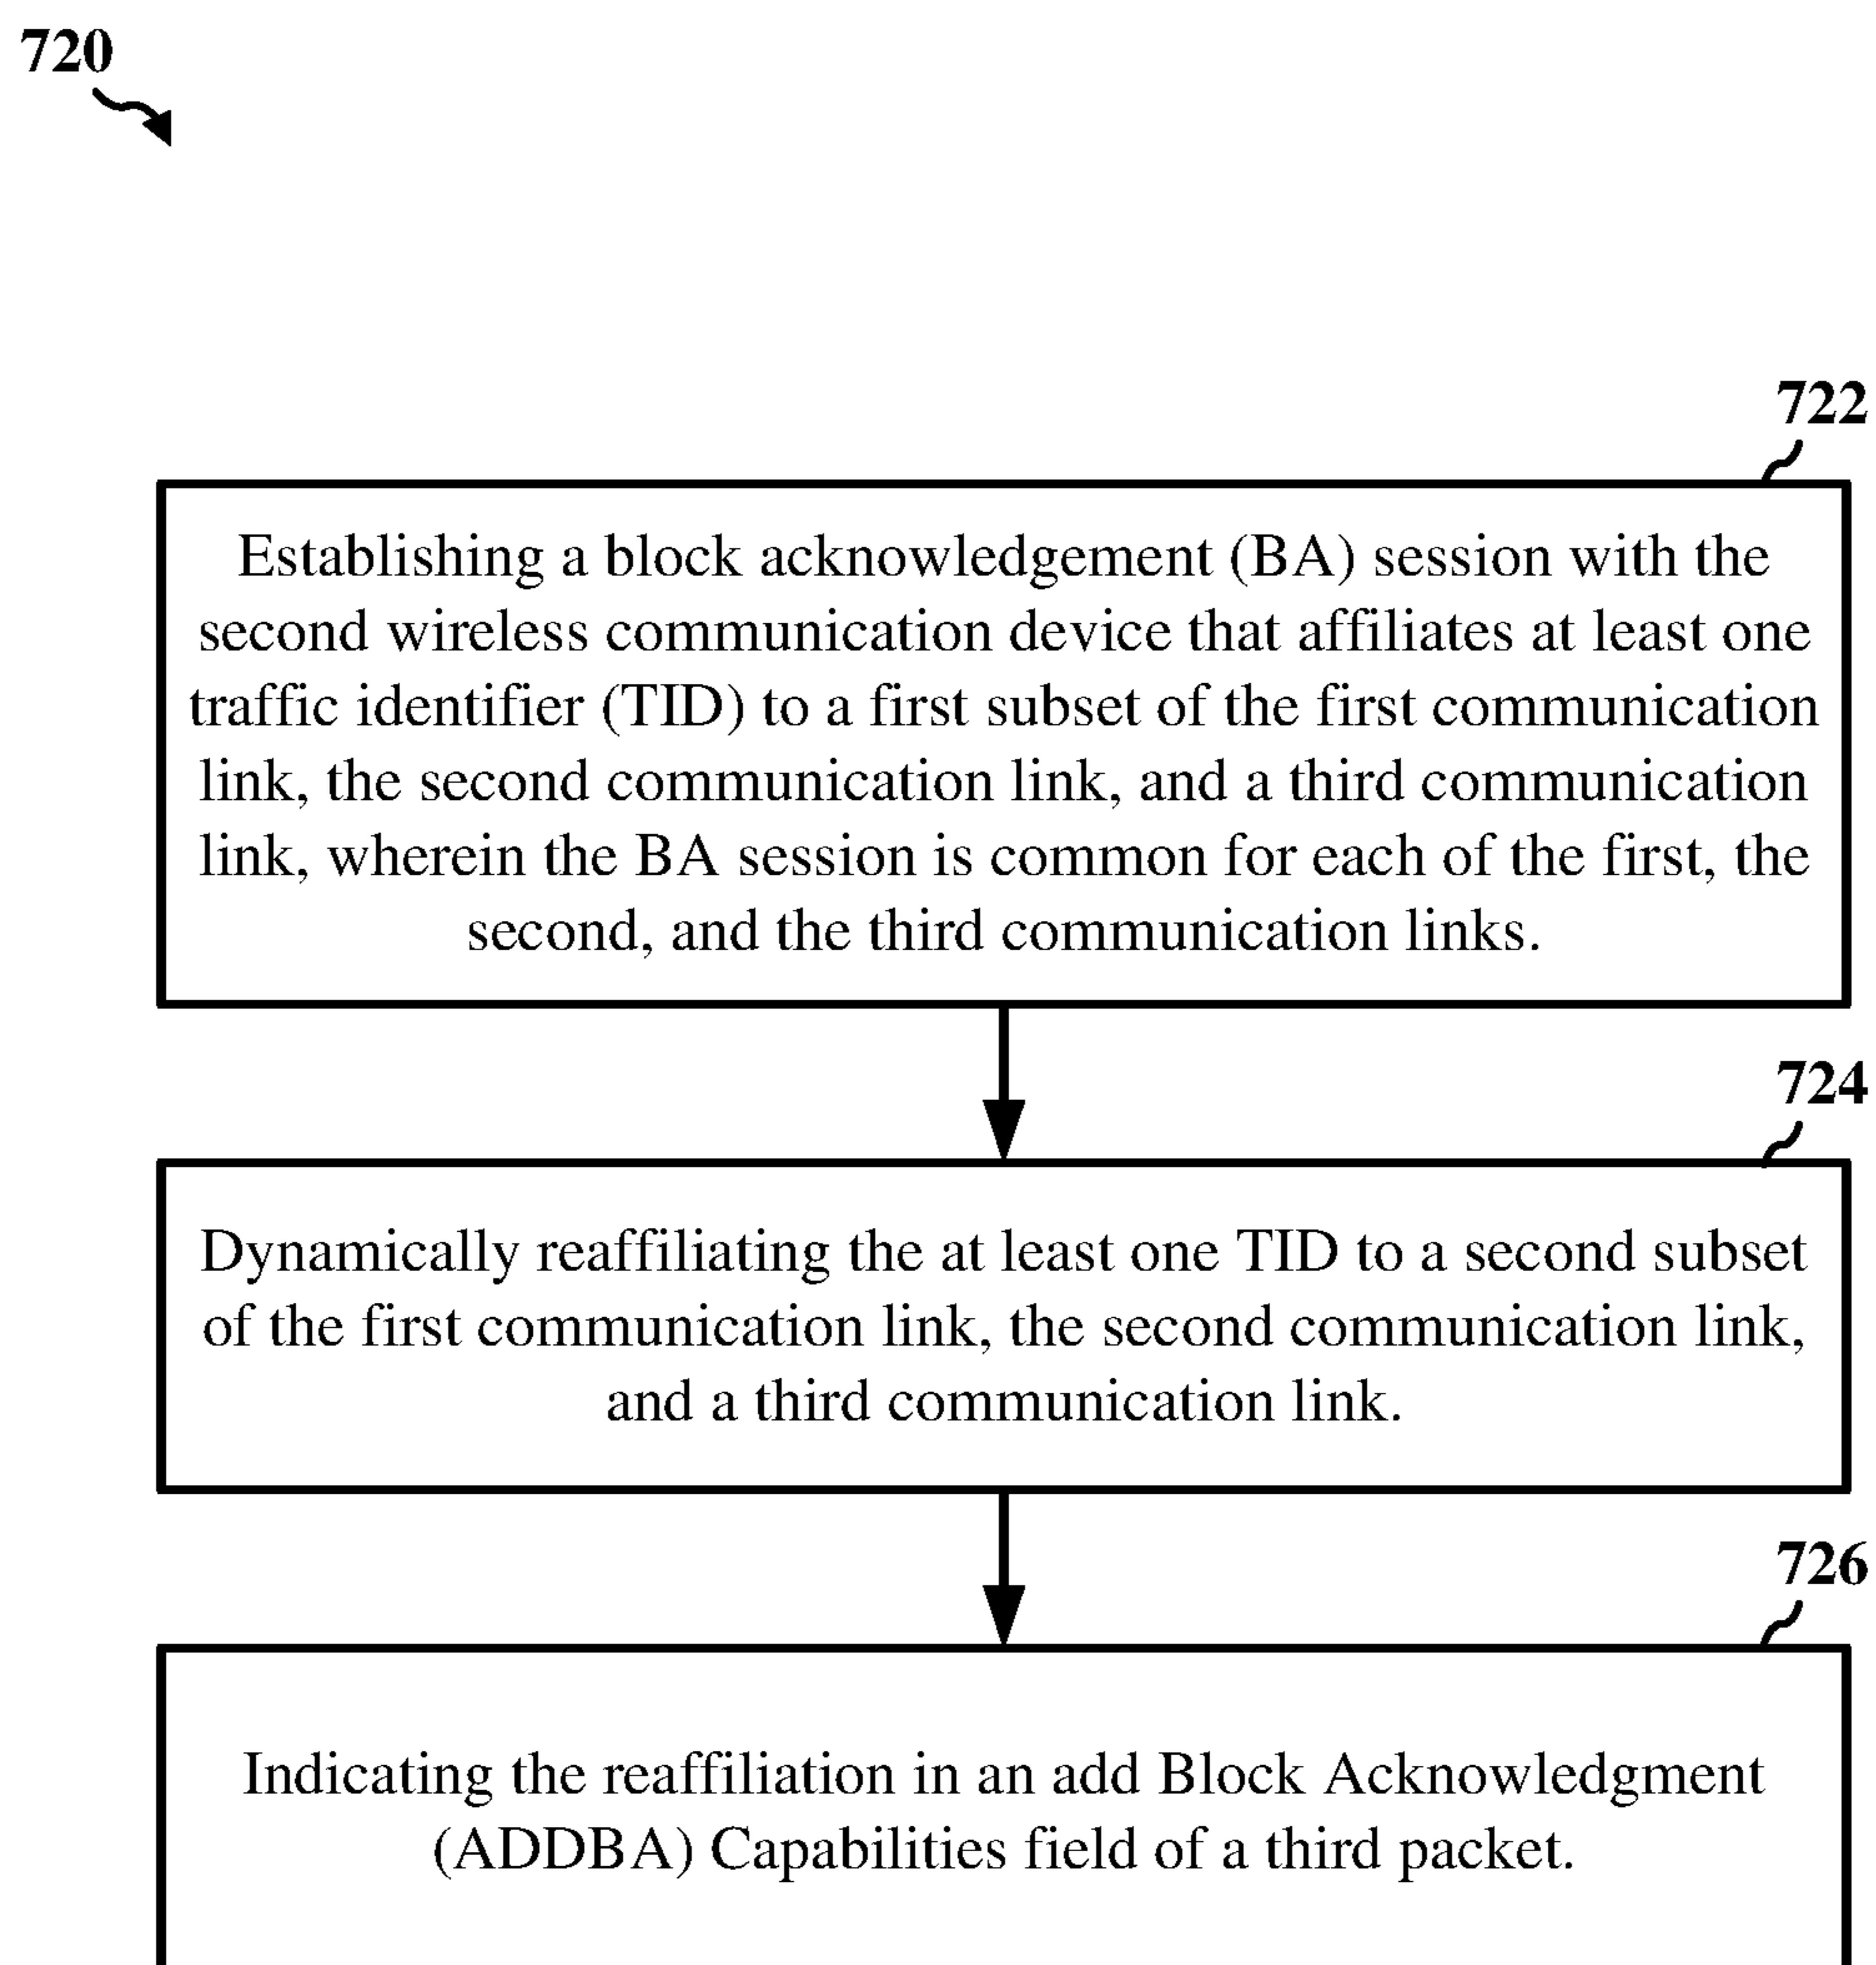 720
722
Establishing a block acknowledgement (BA) session with the
second wireless communication device that affiliates at least one
traffic identifier (TID) to a first subset of the first communication
link, the second communication link, and a third communication
link, wherein the BA session is common for each of the first, the
second, and the third communication links.
724
Dynamically reaffiliating the at least one TID to a second subset
of the first communication link, the second communication link,
and a third communication link.
726
Indicating the reaffiliation in an add Block Acknowledgment
(ADDBA) Capabilities field of a third packet.